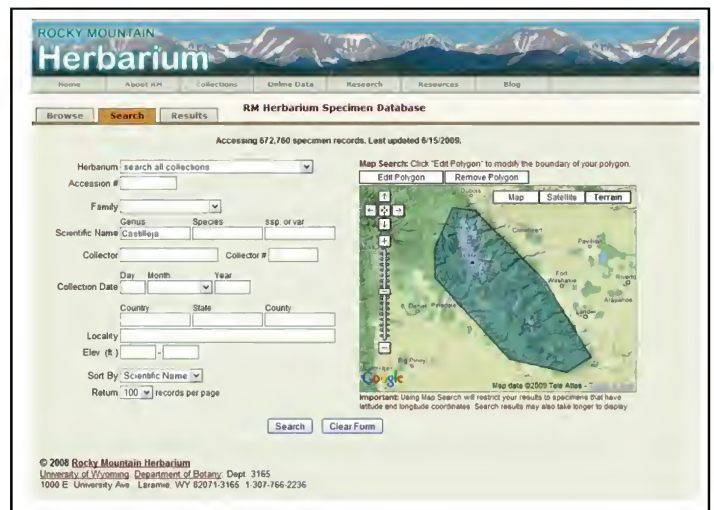 ROCKY MOUNTAIN
Herbarium
Home About RM Collections Online Data Research Resources Blog
Browse Search Results
RM Herbarium Specimen Database
Accessing 672,760 specimen records. Last updated 6/15/2009.
Herbarium search all collections
Accession #
Family
Genus Species ssp. or var
Scientific Name Castilleja
Collector Collector #
Day Month Year
Collection Date
Country State County
Locality
Elev (ft.) -
Sort By Scientific Name
Return 100 records per page
Map Search: Click "Edit Polygon" to modify the boundary of your polygon.
Edit Polygon Remove Polygon
Map Satellite Terrain
Dubois
Crowheart
Pavillion
Fort Washakie
Riverto
Arapahoe
Big Piney
Google
Map data ©2009 Tele Atlas -
Important: Using Map Search will restrict your results to specimens that have
latitude and longitude coordinates. Search results may also take longer to display.
Search Clear Form
© 2008 Rocky Mountain Herbarium
University of Wyoming, Department of Botany, Dept. 3165
1000 E. University Ave. Laramie, WY 82071-3165 1-307-766-2236